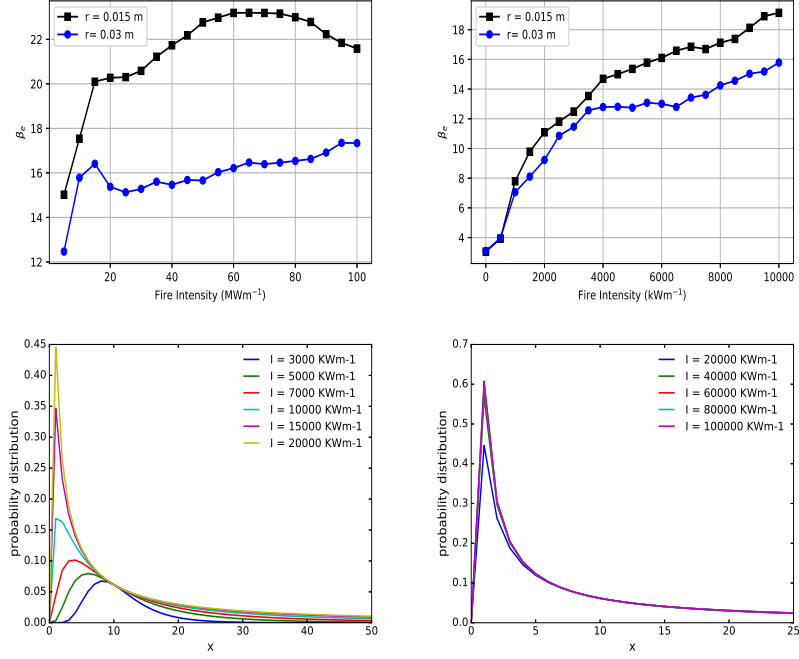 r = 0.015 m
r= 0.03 m
22
20
18
16
14
12
βe
20
40
60
80
100
Fire Intensity (MWm⁻¹)
r = 0.015 m
r= 0.03 m
18
16
14
12
10
8
6
4
βe
0
2000
4000
6000
8000
10000
Fire Intensity (kWm⁻¹)
0.45
0.40
0.35
0.30
0.25
0.20
0.15
0.10
0.05
0.00
probability distribution
I = 3000 KWm-1
I = 5000 KWm-1
I = 7000 KWm-1
I = 10000 KWm-1
I = 15000 KWm-1
I = 20000 KWm-1
0
10
20
30
40
50
x
0.7
0.6
0.5
0.4
0.3
0.2
0.1
0.0
probability distribution
I = 20000 KWm-1
I = 40000 KWm-1
I = 60000 KWm-1
I = 80000 KWm-1
I = 100000 KWm-1
0
5
10
15
20
25
x